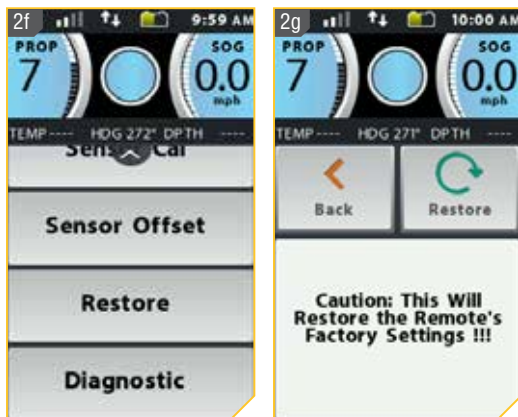 2f
9:59 AM
PROP
SOG
7
0.0
mph
TEMP ---- HDG 272° DPTH ----
Sensor Offset
Restore
Diagnostic
2g
10:00 AM
PROP
SOG
7
0.0
mph
TEMP ---- HDG 271° DPTH ----
Back
Restore
Caution: This Will
Restore the Remote's
Factory Settings !!!